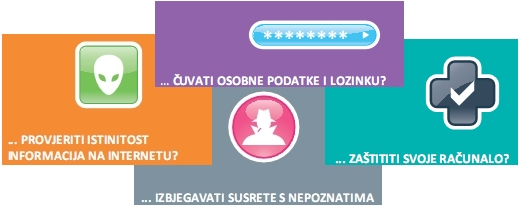 ********
... ČUVATI OSOBNE PODATKE I LOZINKU?
... PROVJERITI ISTINITOST
INFORMACIJA NA INTERNETU?
... ZAŠTITITI SVOJE RAČUNALO?
... IZBJEGAVATI SUSRETE S NEPOZNATIMA